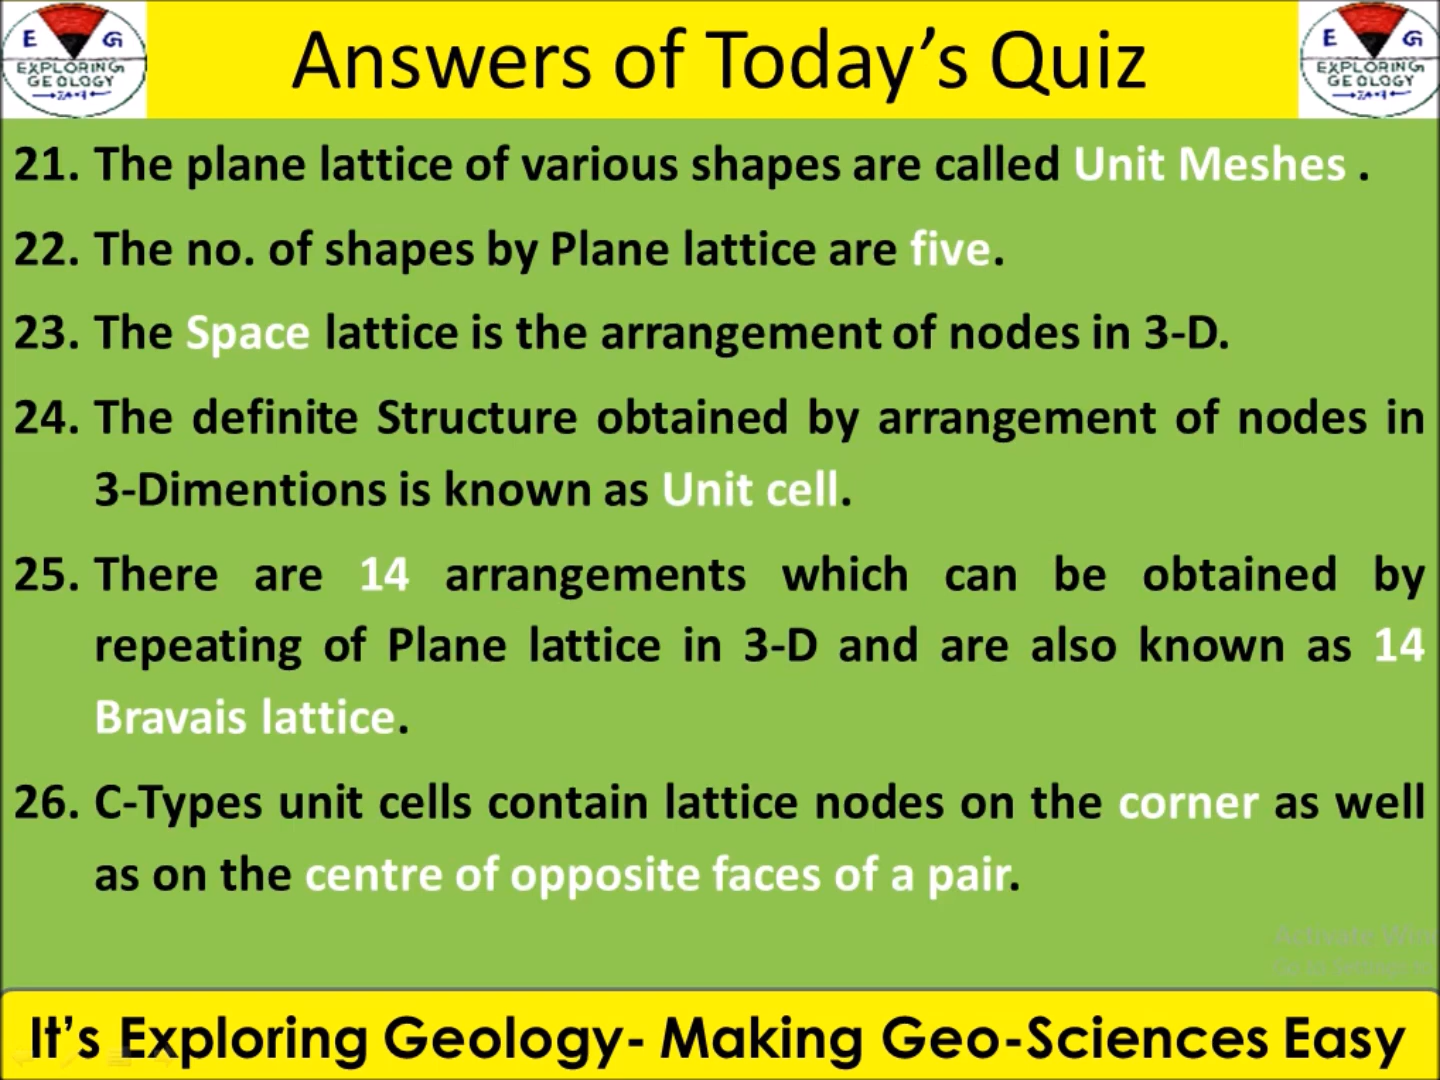 E G
EXPLORING
GEOLOGY
Answers of Today’s Quiz
E G
EXPLORING
GEOLOGY
21. The plane lattice of various shapes are called Unit Meshes .
22. The no. of shapes by Plane lattice are five.
23. The Space lattice is the arrangement of nodes in 3-D.
24. The definite Structure obtained by arrangement of nodes in
3-Dimentions is known as Unit cell.
25. There are 14 arrangements which can be obtained by
repeating of Plane lattice in 3-D and are also known as 14
Bravais lattice.
26. C-Types unit cells contain lattice nodes on the corner as well
as on the centre of opposite faces of a pair.
Activate Win
Go to Settings
It’s Exploring Geology- Making Geo-Sciences Easy